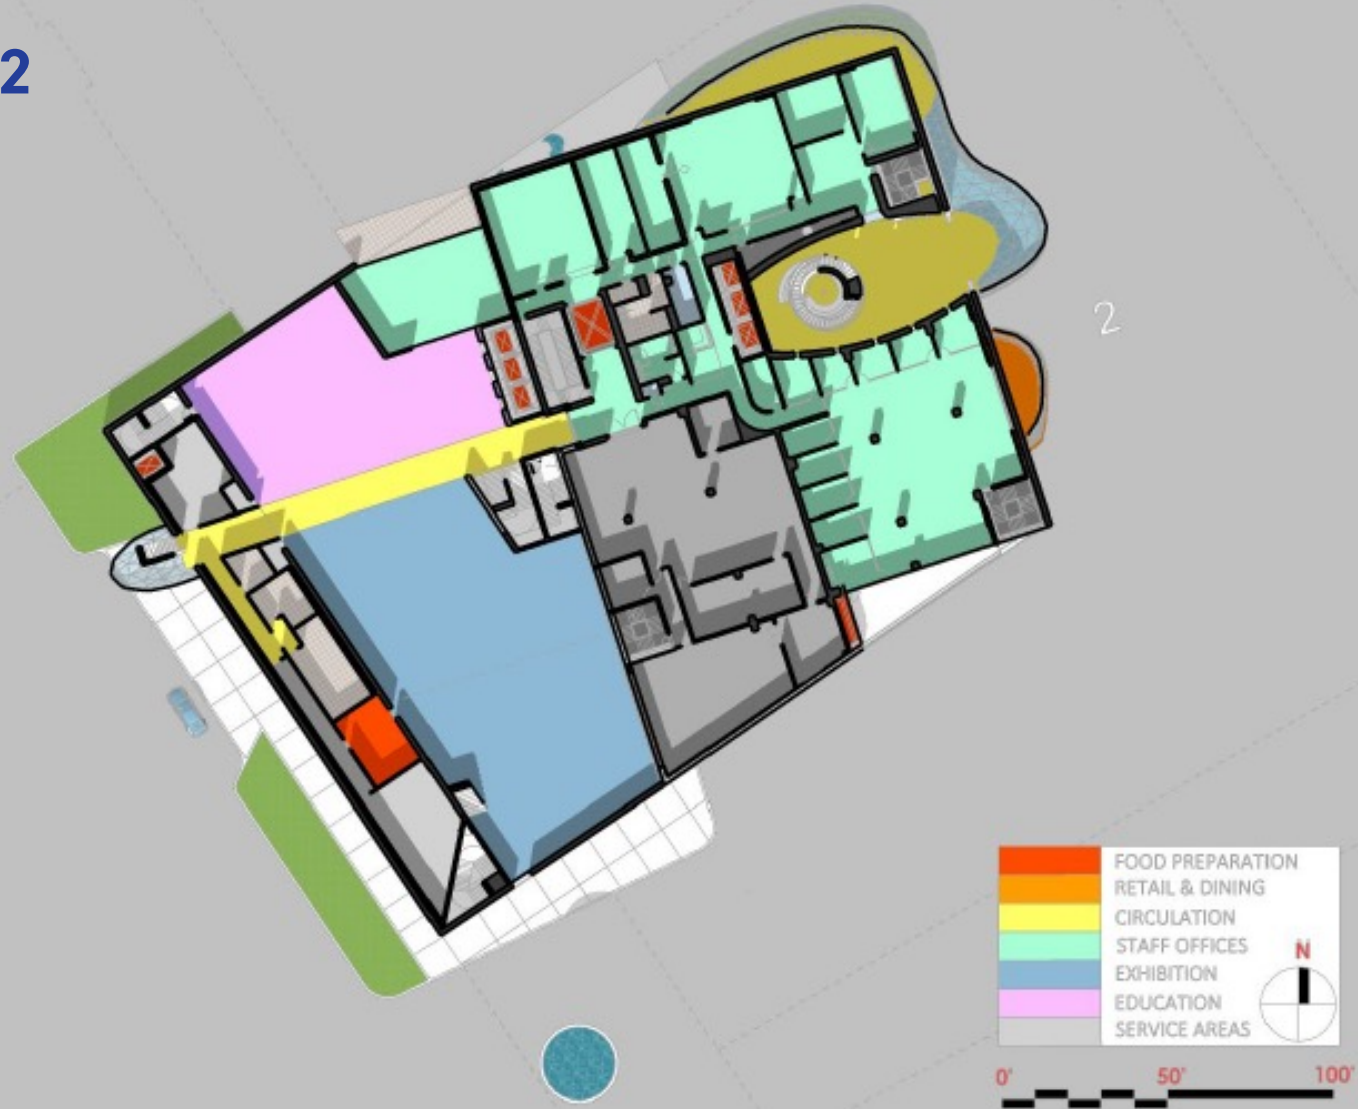 2
2
FOOD PREPARATION
RETAIL & DINING
CIRCULATION
STAFF OFFICES
EXHIBITION
EDUCATION
SERVICE AREAS
N
0' 50' 100'